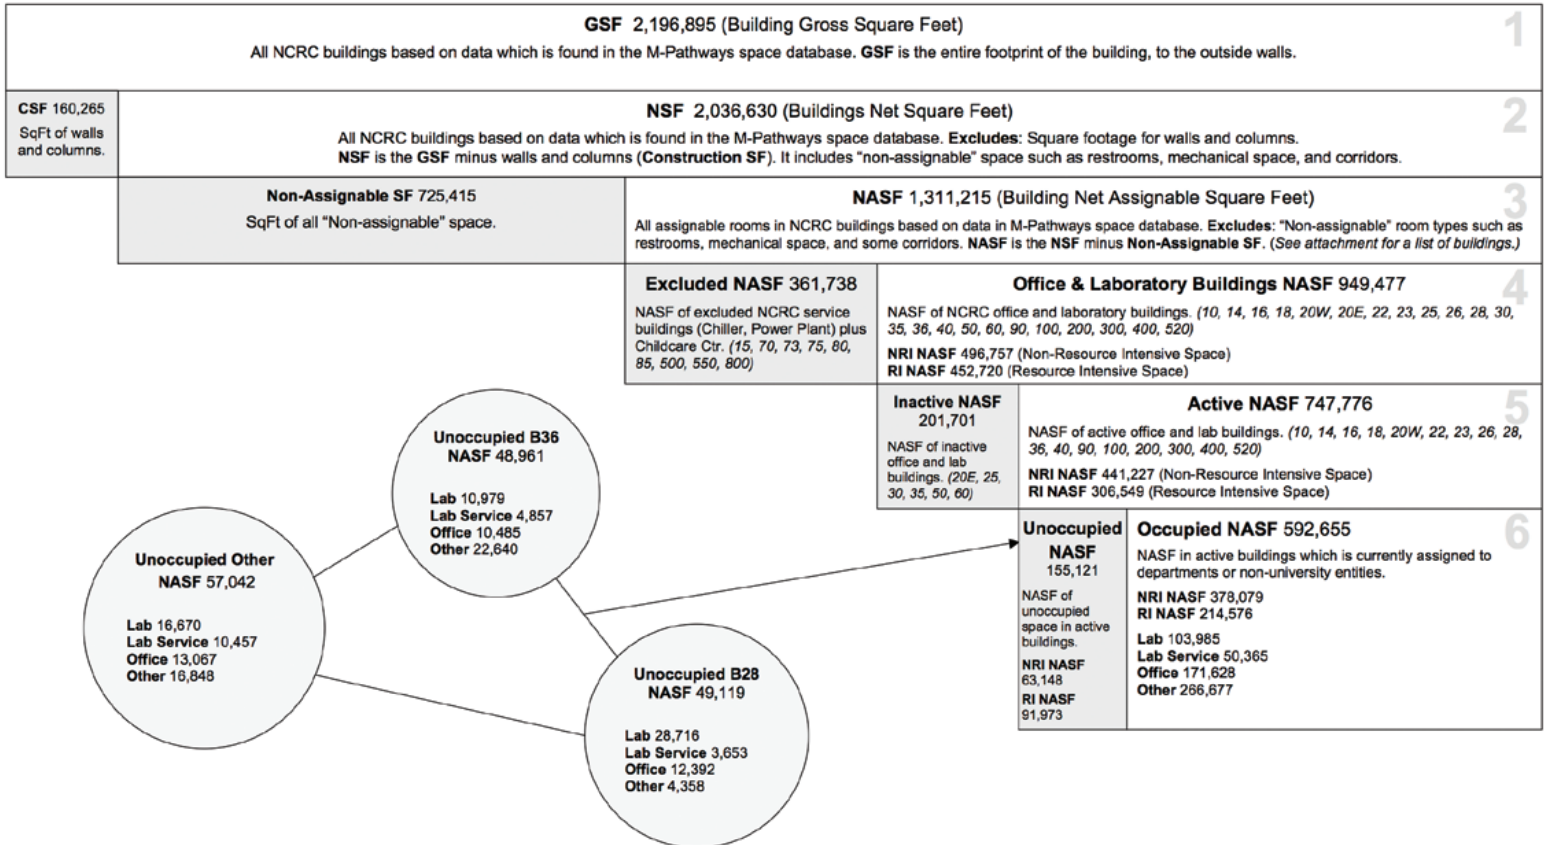 GSF 2,196,895 (Building Gross Square Feet)
1
All NCRC buildings based on data which is found in the M-Pathways space database. GSF is the entire footprint of the building, to the outside walls.
CSF 160,265
SqFt of walls
and columns.
NSF 2,036,630 (Buildings Net Square Feet)
2
All NCRC buildings based on data which is found in the M-Pathways space database. Excludes: Square footage for walls and columns.
NSF is the GSF minus walls and columns (Construction SF). It includes “non-assignable” space such as restrooms, mechanical space, and corridors.
Non-Assignable SF 725,415
SqFt of all “Non-assignable” space.
NASF 1,311,215 (Building Net Assignable Square Feet)
3
All assignable rooms in NCRC buildings based on data in M-Pathways space database. Excludes: “Non-assignable” room types such as
restrooms, mechanical space, and some corridors. NASF is the NSF minus Non-Assignable SF. (See attachment for a list of buildings.)
Excluded NASF 361,738
NASF of excluded NCRC service
buildings (Chiller, Power Plant) plus
Childcare Ctr. (15, 70, 73, 75, 80,
85, 500, 550, 800)
Office & Laboratory Buildings NASF 949,477
4
NASF of NCRC office and laboratory buildings. (10, 14, 16, 18, 20W, 20E, 22, 23, 25, 26, 28, 30,
35, 36, 40, 50, 60, 90, 100, 200, 300, 400, 520)
NRI NASF 496,757 (Non-Resource Intensive Space)
RI NASF 452,720 (Resource Intensive Space)
Inactive NASF
201,701
NASF of inactive
office and lab
buildings. (20E, 25,
30, 35, 50, 60)
Active NASF 747,776
5
NASF of active office and lab buildings. (10, 14, 16, 18, 20W, 22, 23, 26, 28,
36, 40, 90, 100, 200, 300, 400, 520)
NRI NASF 441,227 (Non-Resource Intensive Space)
RI NASF 306,549 (Resource Intensive Space)
Unoccupied
NASF
155,121
NASF of
unoccupied
space in active
buildings.
NRI NASF
63,148
RI NASF
91,973
Occupied NASF 592,655
6
NASF in active buildings which is currently assigned to
departments or non-university entities.
NRI NASF 378,079
RI NASF 214,576
Lab 103,985
Lab Service 50,365
Office 171,628
Other 266,677
Unoccupied B36
NASF 48,961
Lab 10,979
Lab Service 4,857
Office 10,485
Other 22,640
Unoccupied Other
NASF 57,042
Lab 16,670
Lab Service 10,457
Office 13,067
Other 16,848
Unoccupied B28
NASF 49,119
Lab 28,716
Lab Service 3,653
Office 12,392
Other 4,358